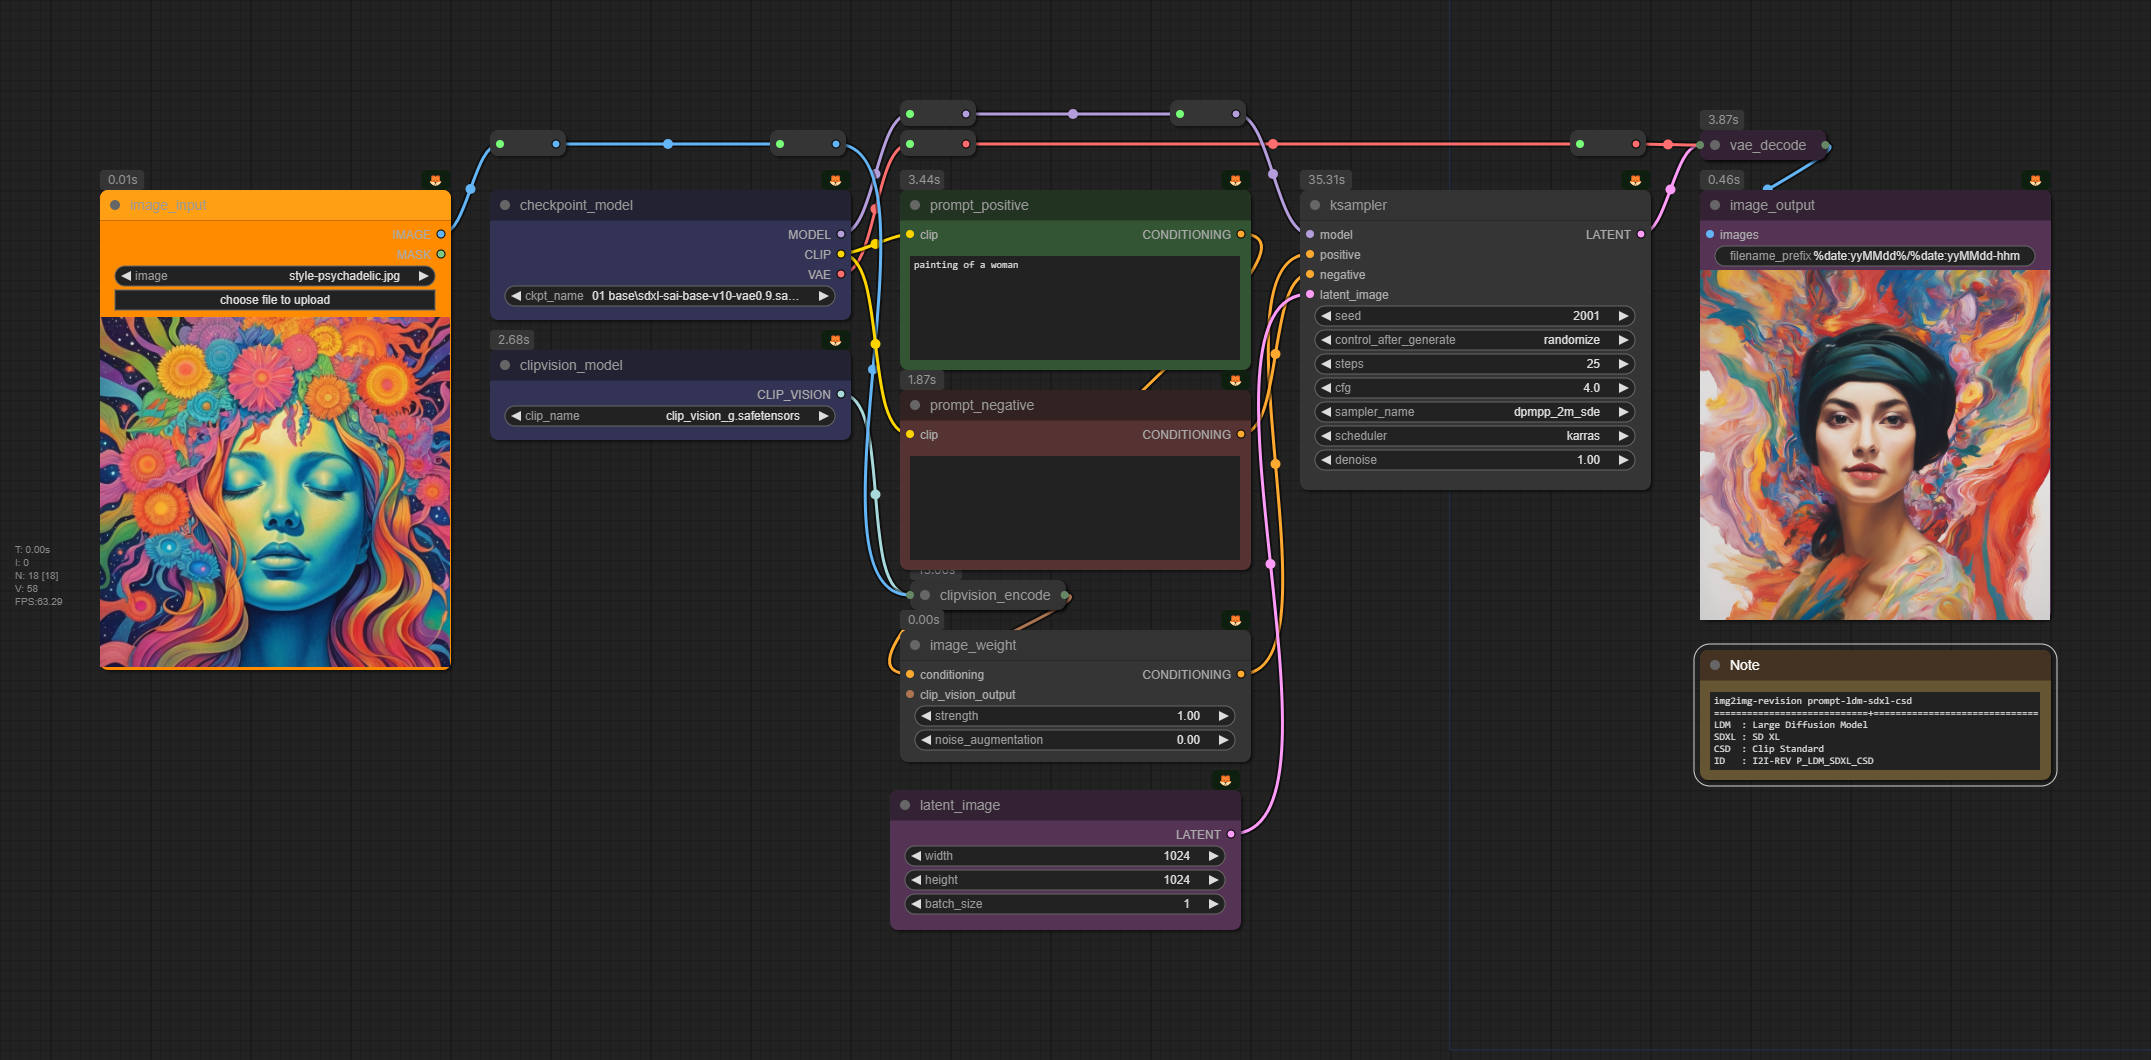 0.01s
image_input
IMAGE
MASK
image style-psychadelic.jpg
choose file to upload
T: 0.00s
I: 0
N: 18 [18]
V: 58
FPS:63.29
checkpoint_model
MODEL
CLIP
VAE
ckpt_name 01 base\sdxl-sai-base-v10-vae0.9.sa...
2.68s
clipvision_model
CLIP_VISION
clip_name clip_vision_g.safetensors
3.44s
prompt_positive
clip CONDITIONING
painting of a woman
1.87s
prompt_negative
clip CONDITIONING
clipvision_encode
0.00s
image_weight
conditioning CONDITIONING
clip_vision_output
strength 1.00
noise_augmentation 0.00
latent_image
LATENT
width 1024
height 1024
batch_size 1
35.31s
ksampler
model LATENT
positive
negative
latent_image
seed 2001
control_after_generate randomize
steps 25
cfg 4.0
sampler_name dpmpp_2m_sde
scheduler karras
denoise 1.00
3.87s
vae_decode
0.46s
image_output
images
filename_prefix %date:yyMMdd%/%date:yyMMdd-hhm
Note
img2img-revision prompt-ldm-sdxl-csd
============================+=============================
LDM : Large Diffusion Model
SDXL : SD XL
CSD : Clip Standard
ID : I2I-REV P_LDM_SDXL_CSD